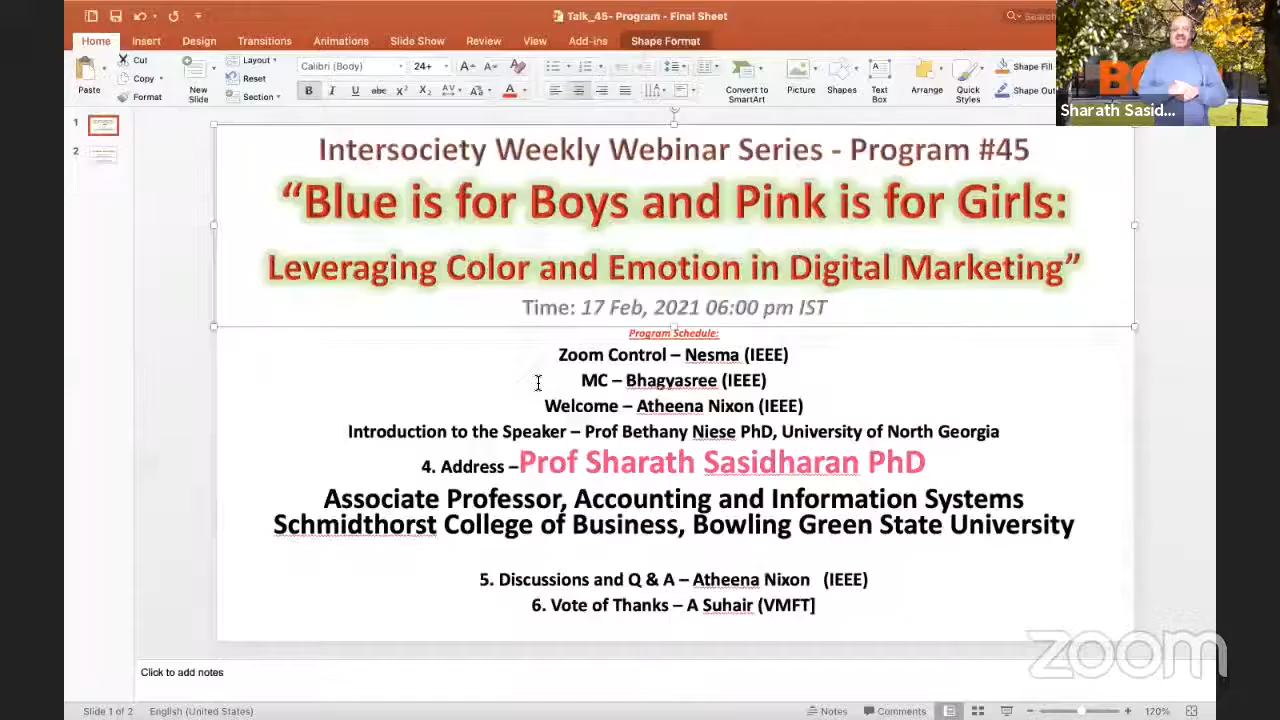 Talk_45- Program - Final Sheet
Search
Home Insert Design Transitions Animations Slide Show Review View Add-ins Shape Format
Paste
Cut
Copy
Format
New Slide
Layout
Reset
Section
Calibri (Body) 24+
Convert to SmartArt
Picture
Shapes
Text Box
Arrange
Quick Styles
Shape Fill
Shape Out
Sharath Sasid...
1
2
Intersociety Weekly Webinar Series - Program #45
“Blue is for Boys and Pink is for Girls:
Leveraging Color and Emotion in Digital Marketing”
Time: 17 Feb, 2021 06:00 pm IST
Program Schedule:
Zoom Control – Nesma (IEEE)
MC – Bhagyasree (IEEE)
Welcome – Atheena Nixon (IEEE)
Introduction to the Speaker – Prof Bethany Niese PhD, University of North Georgia
4. Address –Prof Sharath Sasidharan PhD
Associate Professor, Accounting and Information Systems
Schmidthorst College of Business, Bowling Green State University
5. Discussions and Q & A – Atheena Nixon (IEEE)
6. Vote of Thanks – A Suhair (VMFT]
zoom
Click to add notes
Slide 1 of 2 English (United States) Notes Comments 120%